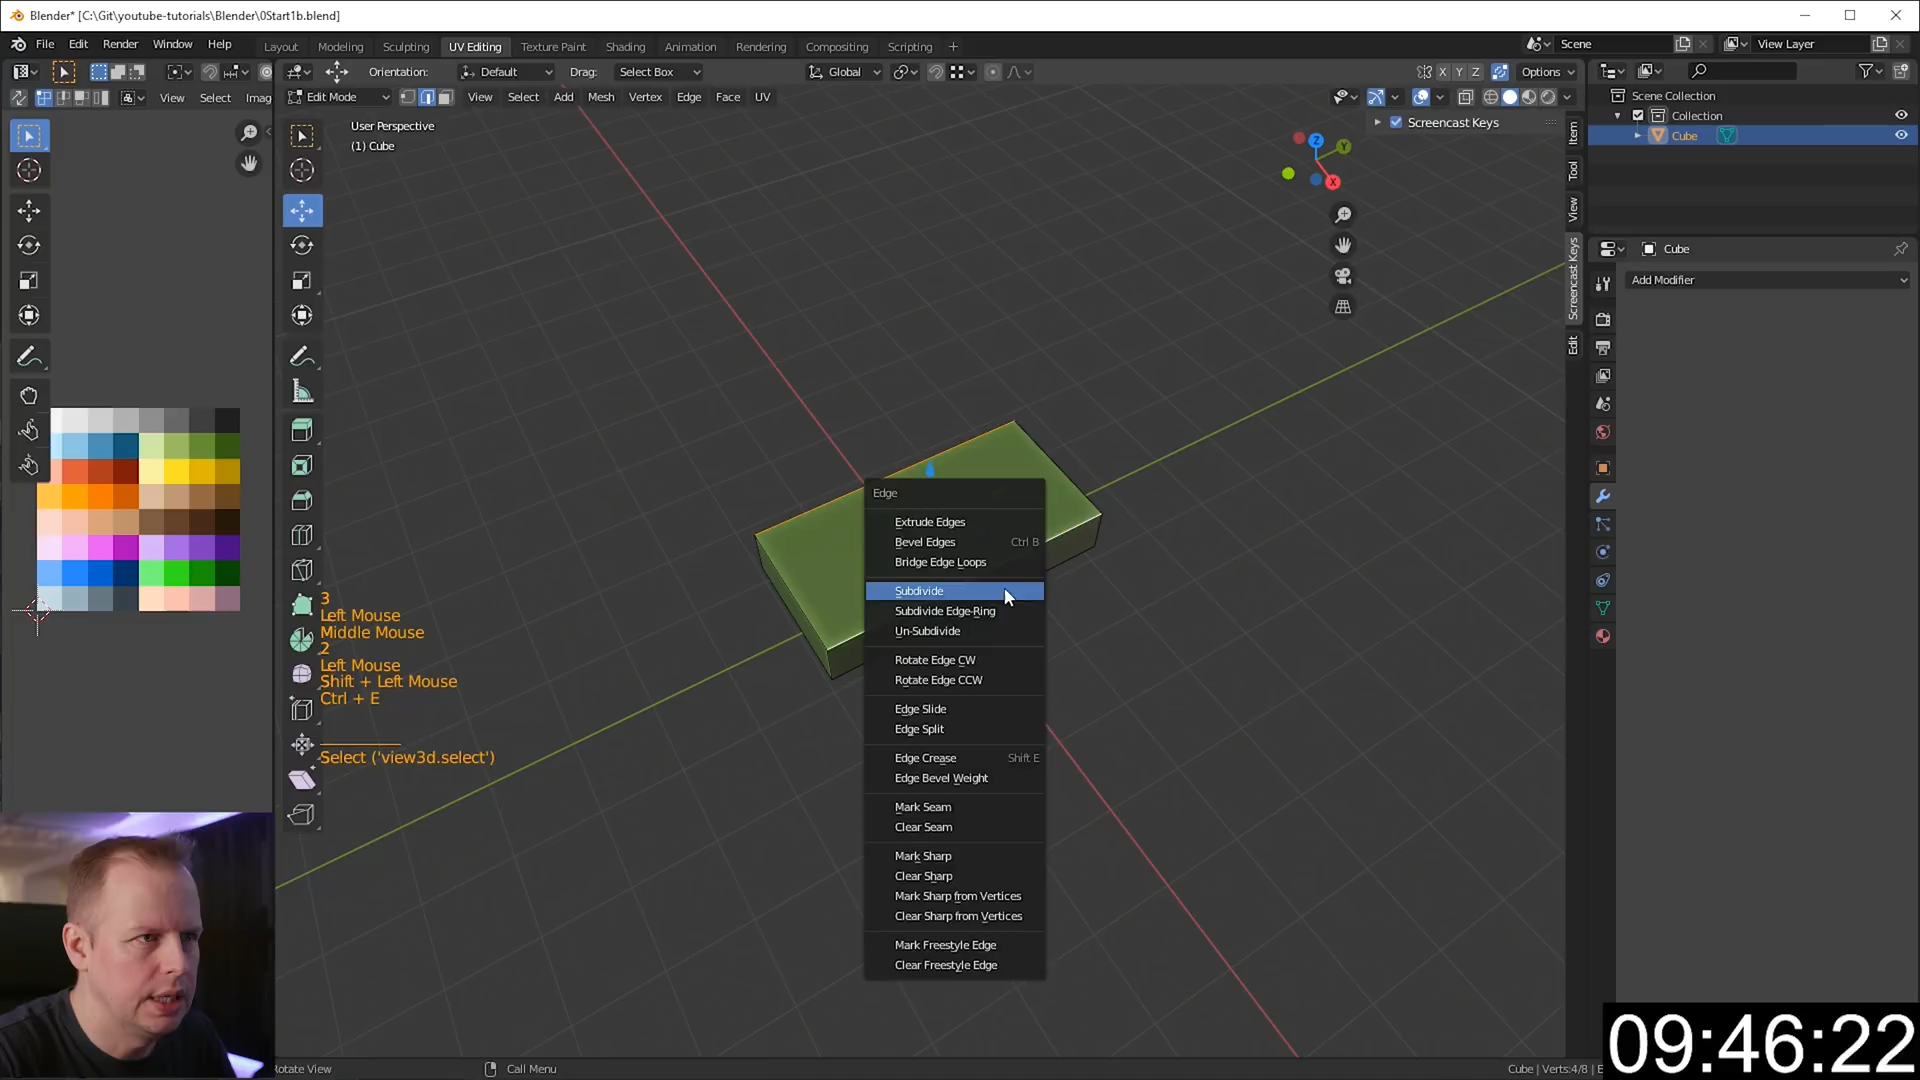 Blender* [C:\Git\youtube-tutorials\Blender\0Start1b.blend]
File Edit Render Window Help Layout Modeling Sculpting UV Editing Texture Paint Shading Animation Rendering Compositing Scripting + Scene View Layer
Orientation: Default Drag: Select Box Global X Y Z Options
View Select Imag Edit Mode View Select Add Mesh Vertex Edge Face UV
User Perspective
(1) Cube
Screencast Keys
Z
Y
X
Item
Tool
View
Screencast Keys
Edit
Scene Collection
Collection
Cube
Cube
Add Modifier
Edge
Extrude Edges
Bevel Edges Ctrl B
Bridge Edge Loops
Subdivide
Subdivide Edge-Ring
Un-Subdivide
Rotate Edge CW
Rotate Edge CCW
Edge Slide
Edge Split
Edge Crease Shift E
Edge Bevel Weight
Mark Seam
Clear Seam
Mark Sharp
Clear Sharp
Mark Sharp from Vertices
Clear Sharp from Vertices
Mark Freestyle Edge
Clear Freestyle Edge
3
Left Mouse
Middle Mouse
2
Left Mouse
Shift + Left Mouse
Ctrl + E
Select ('view3d.select')
09:46:22
Rotate View Call Menu Cube | Verts:4/8 | E